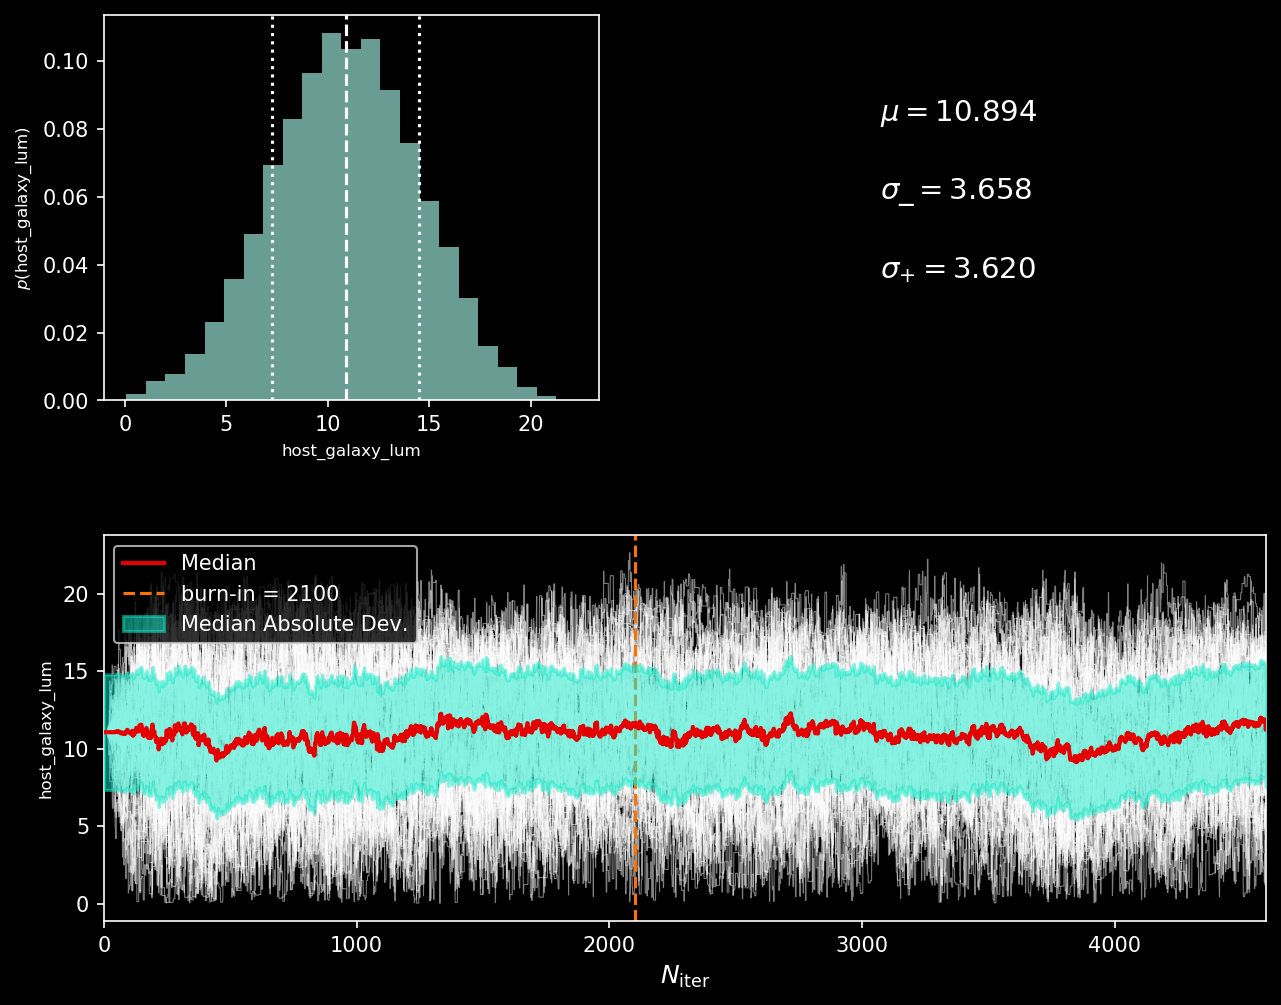 0.10
0.08
0.06
0.04
0.02
0.00
p(host_galaxy_lum)
0 5 10 15 20
host_galaxy_lum
μ = 10.894
σ₋ = 3.658
σ₊ = 3.620
Median
burn-in = 2100
Median Absolute Dev.
20
15
10
5
0
host_galaxy_lum
0 1000 2000 3000 4000
N_iter